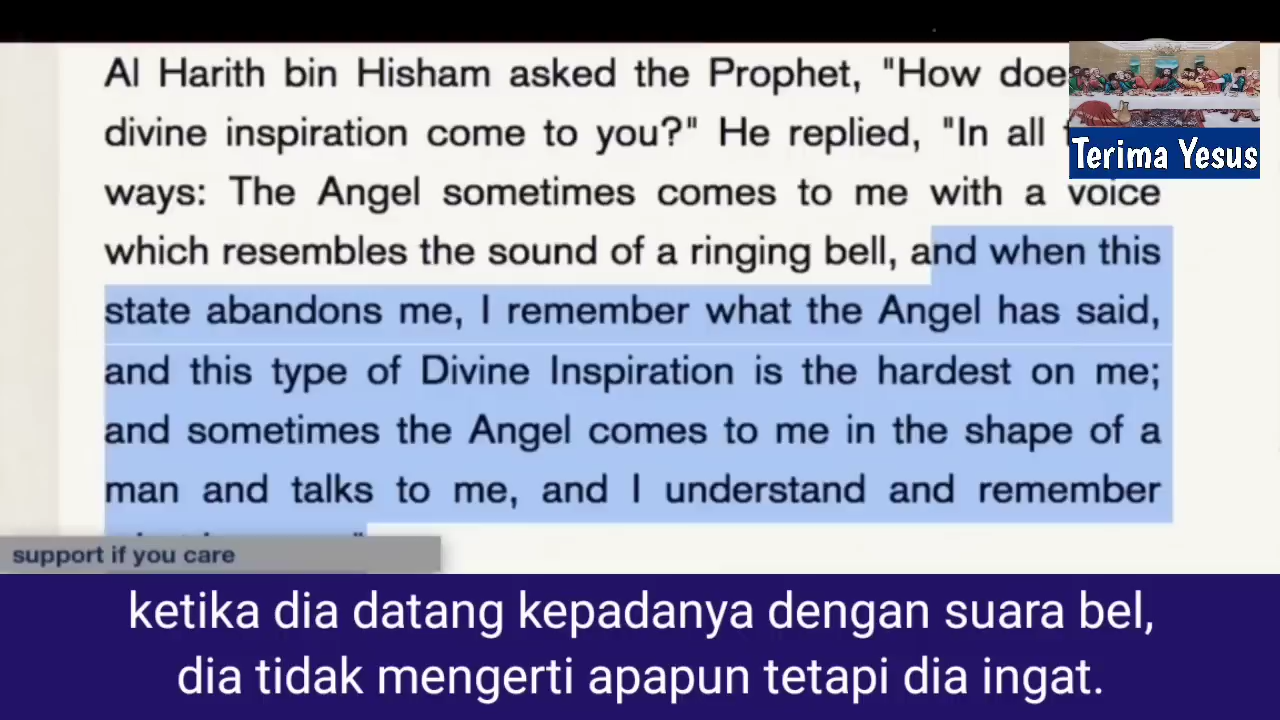 Al Harith bin Hisham asked the Prophet, "How doe
divine inspiration come to you?" He replied, "In all
ways: The Angel sometimes comes to me with a voice
which resembles the sound of a ringing bell, and when this
state abandons me, I remember what the Angel has said,
and this type of Divine Inspiration is the hardest on me;
and sometimes the Angel comes to me in the shape of a
man and talks to me, and I understand and remember
Terima Yesus
support if you care
ketika dia datang kepadanya dengan suara bel,
dia tidak mengerti apapun tetapi dia ingat.